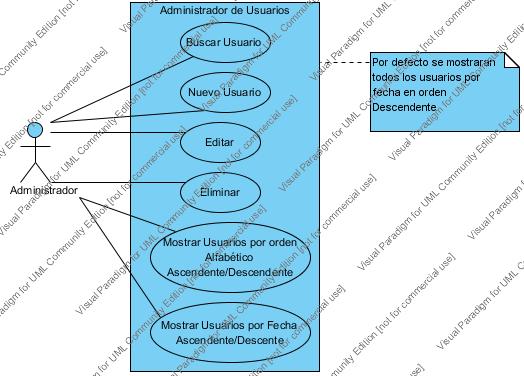 Administrador de Usuarios
Buscar Usuario
Nuevo Usuario
Editar
Eliminar
Mostrar Usuarios por orden
Alfabético
Ascendente/Descendente
Mostrar Usuarios por Fecha
Ascendente/Descente
Administrador
Por defecto se mostraran
todos los usuarios por
fecha en orden
Descendente
Visual Paradigm for UML Community Edition [not for commercial use]